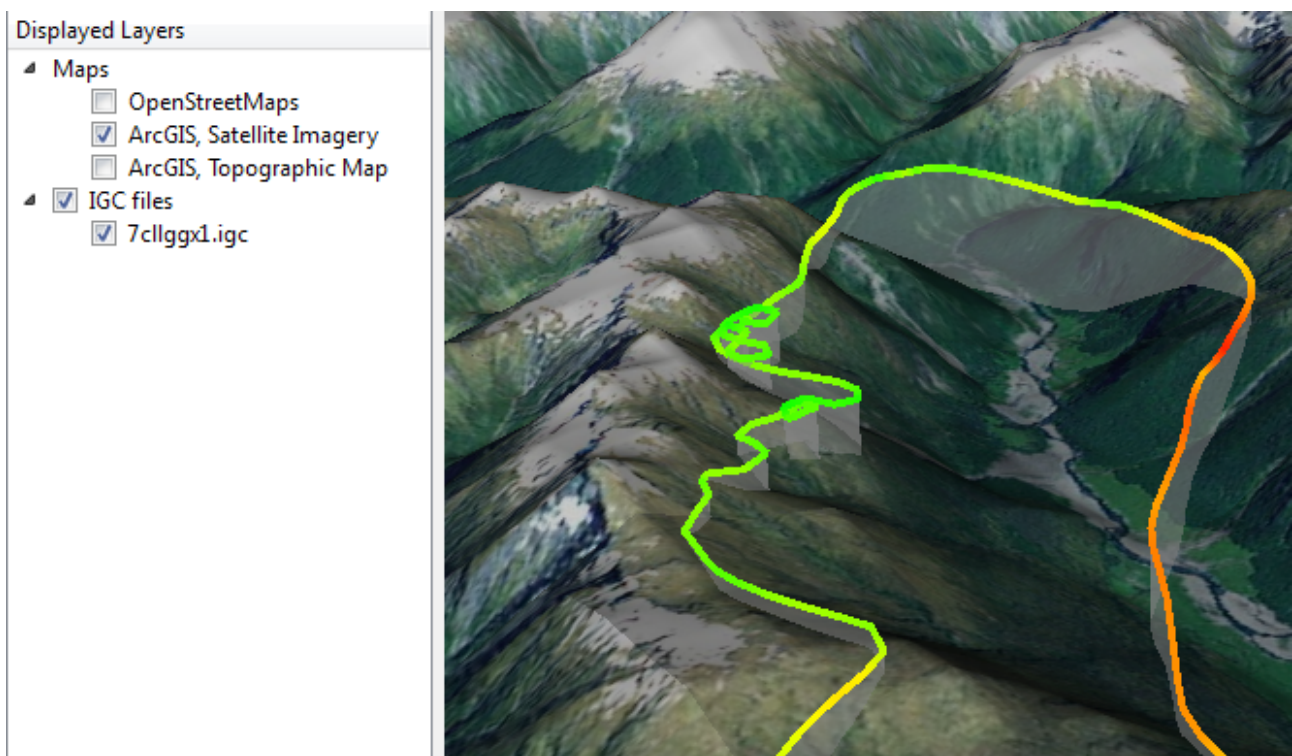 Displayed Layers
Maps
OpenStreetMaps
ArcGIS, Satellite Imagery
ArcGIS, Topographic Map
IGC files
7cllggx1.igc